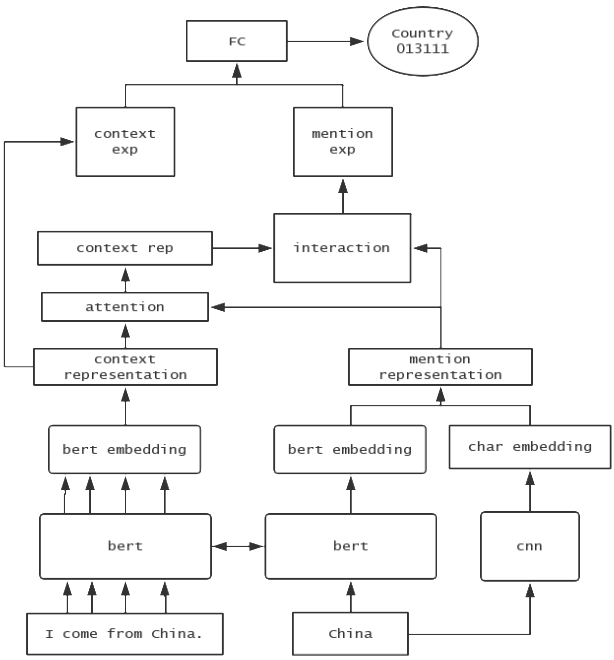 FC
Country
013111
context
exp
mention
exp
context rep
interaction
attention
context
representation
mention
representation
bert embedding
bert embedding
char embedding
bert
bert
cnn
I come from China.
China